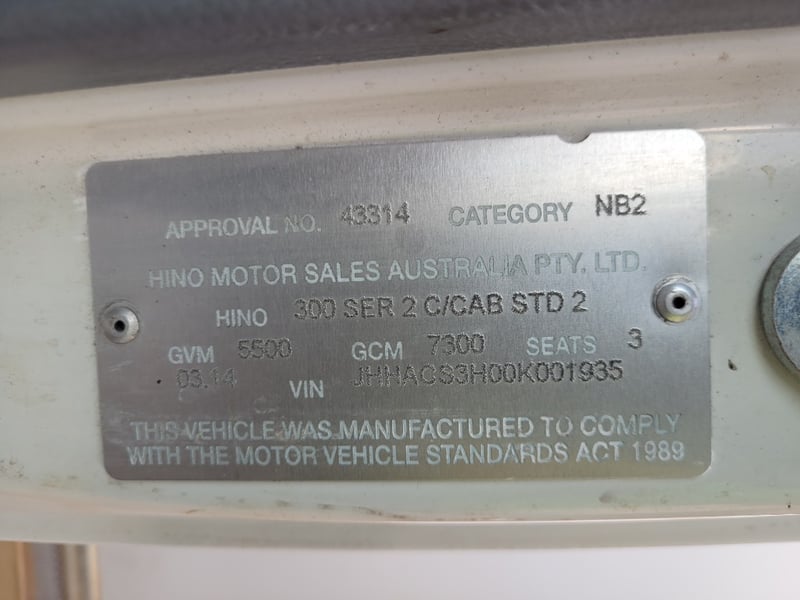 APPROVAL NO. 43314 CATEGORY NB2
HINO MOTOR SALES AUSTRALIA PTY. LTD.
HINO 300 SER 2 C/CAB STD 2
GVM 5500 GCM 7300 SEATS 3
03.14 VIN JHHACS3H00K001935
THIS VEHICLE WAS MANUFACTURED TO COMPLY
WITH THE MOTOR VEHICLE STANDARDS ACT 1989